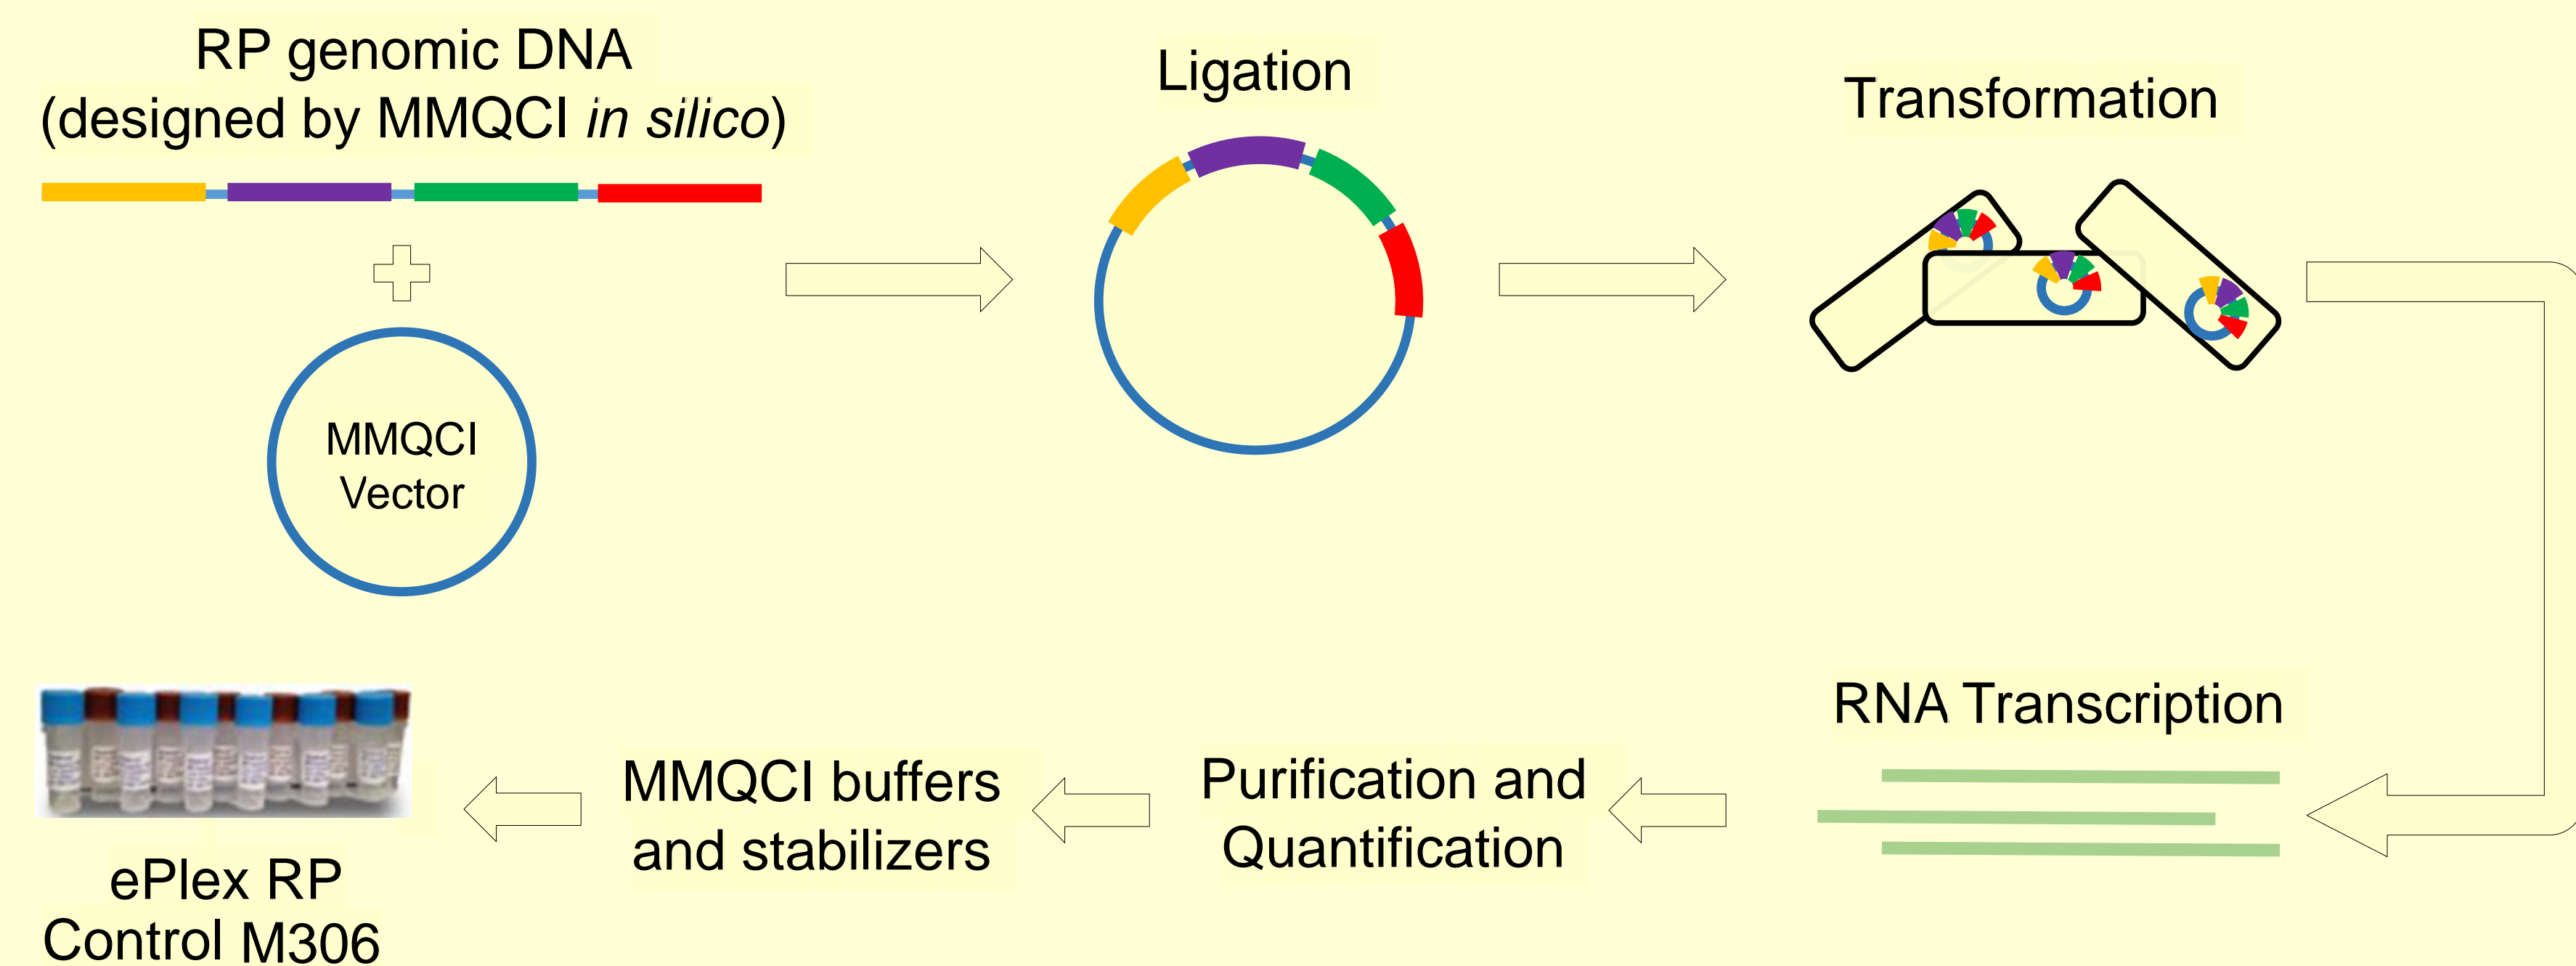 RP genomic DNA
(designed by MMQCI in silico)
MMQCI
Vector
Ligation
Transformation
RNA Transcription
Purification and
Quantification
MMQCI buffers
and stabilizers
ePlex RP
Control M306